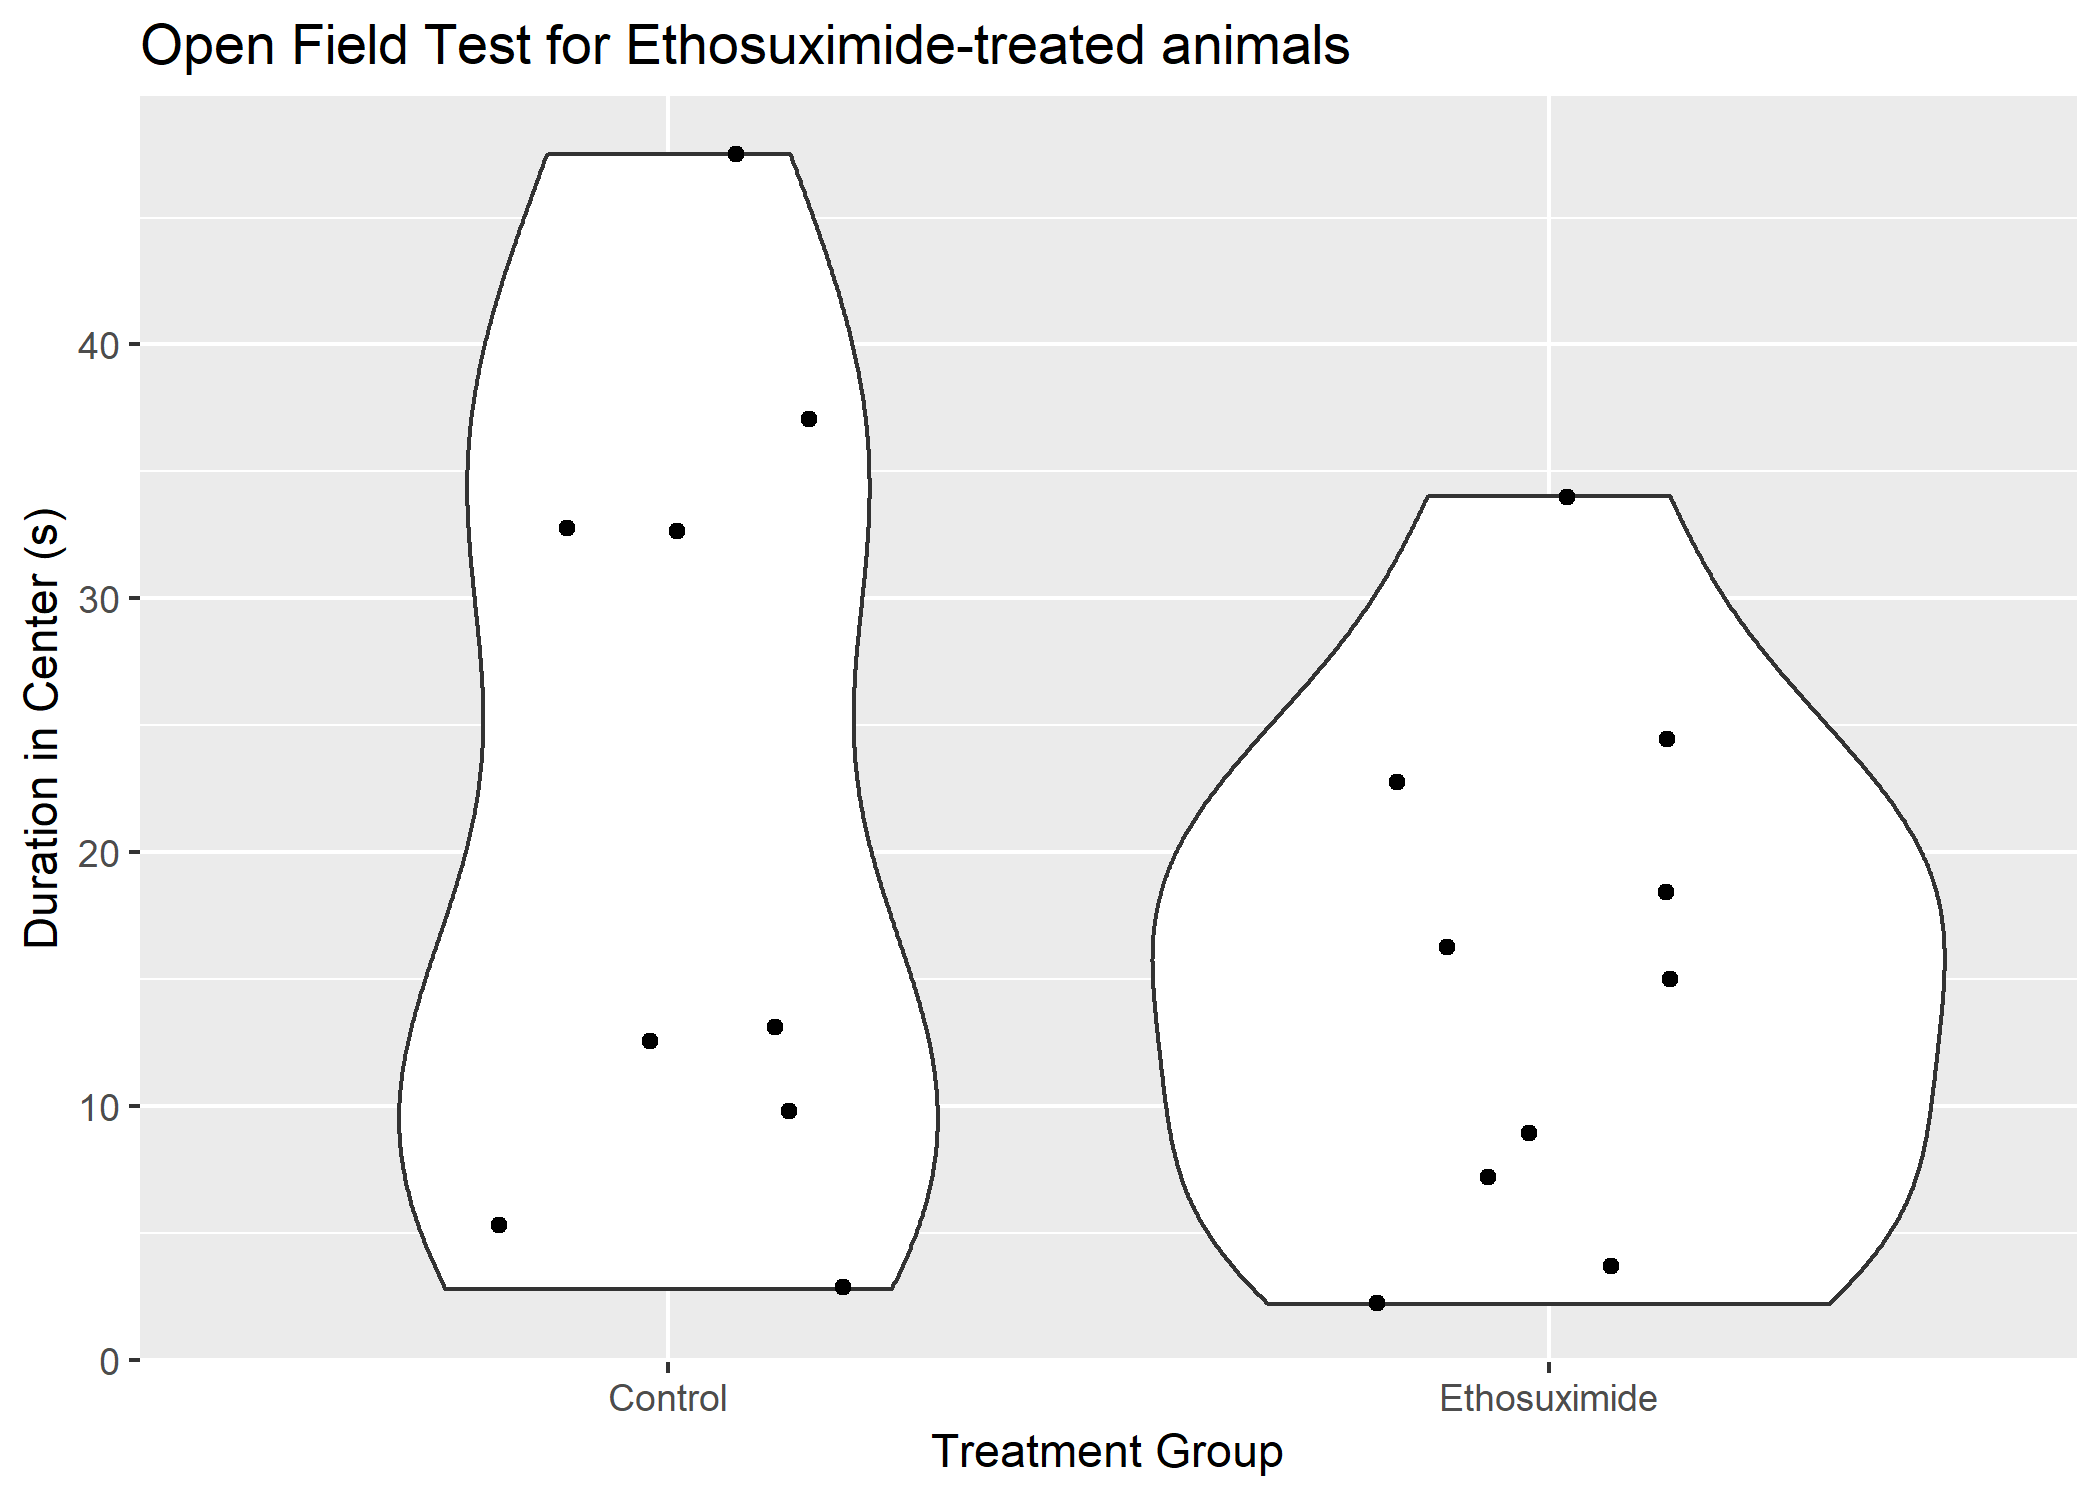 Open Field Test for Ethosuximide-treated animals
Duration in Center (s)
40
30
20
10
0
Control
Ethosuximide
Treatment Group